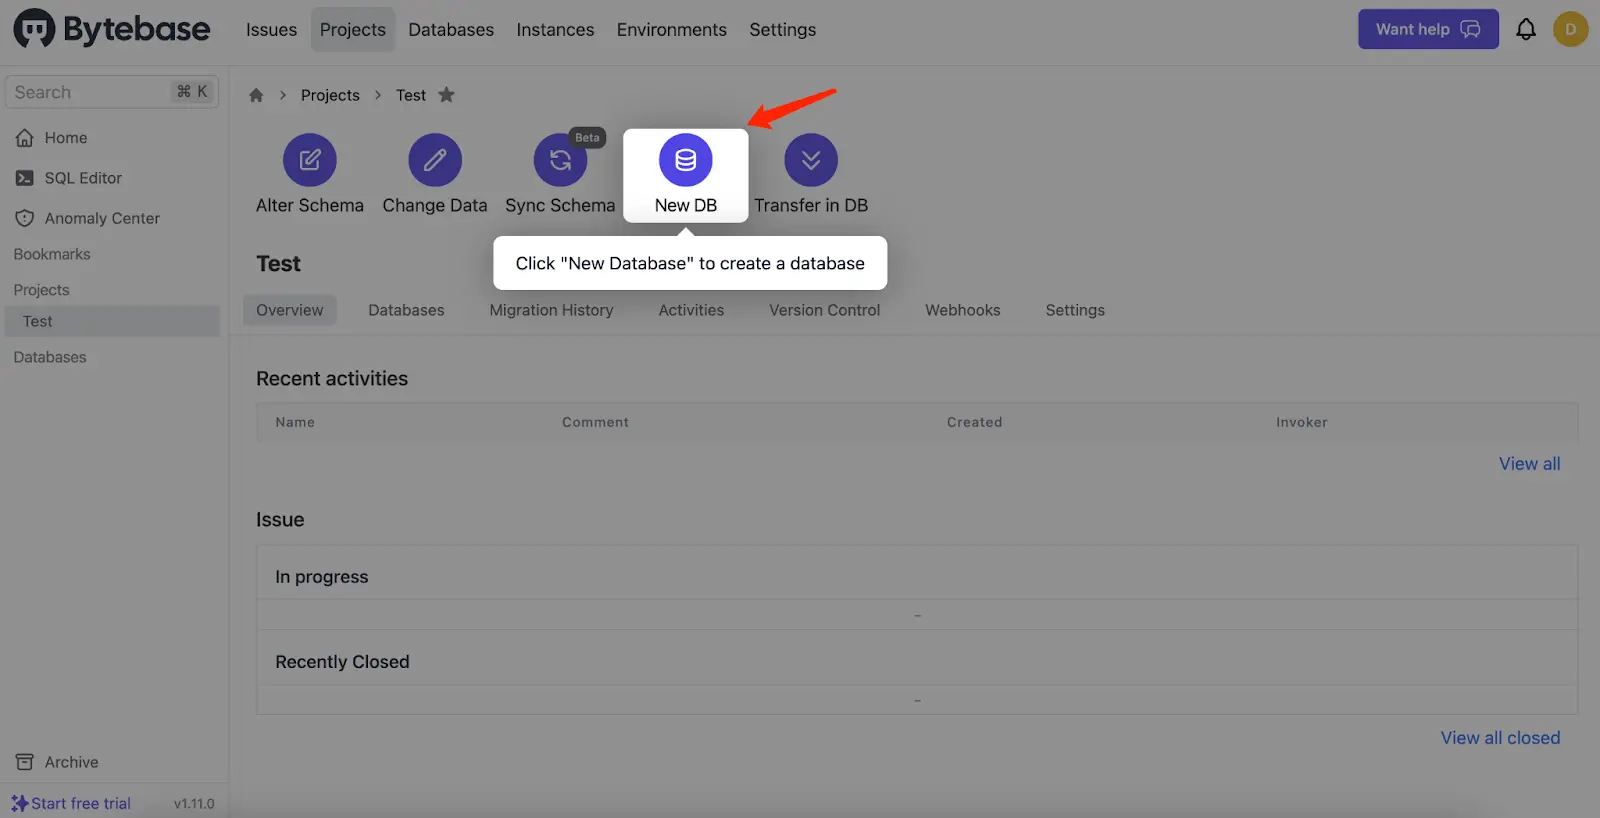 Bytebase
Issues Projects Databases Instances Environments Settings
Want help
D
Search ⌘ K
Home
SQL Editor
Anomaly Center
Bookmarks
Projects
Test
Databases
Archive
Start free trial v1.11.0
Projects > Test
Beta
Alter Schema Change Data Sync Schema New DB Transfer in DB
Click "New Database" to create a database
Test
Overview Databases Migration History Activities Version Control Webhooks Settings
Recent activities
Name Comment Created Invoker
View all
Issue
In progress
-
Recently Closed
-
View all closed